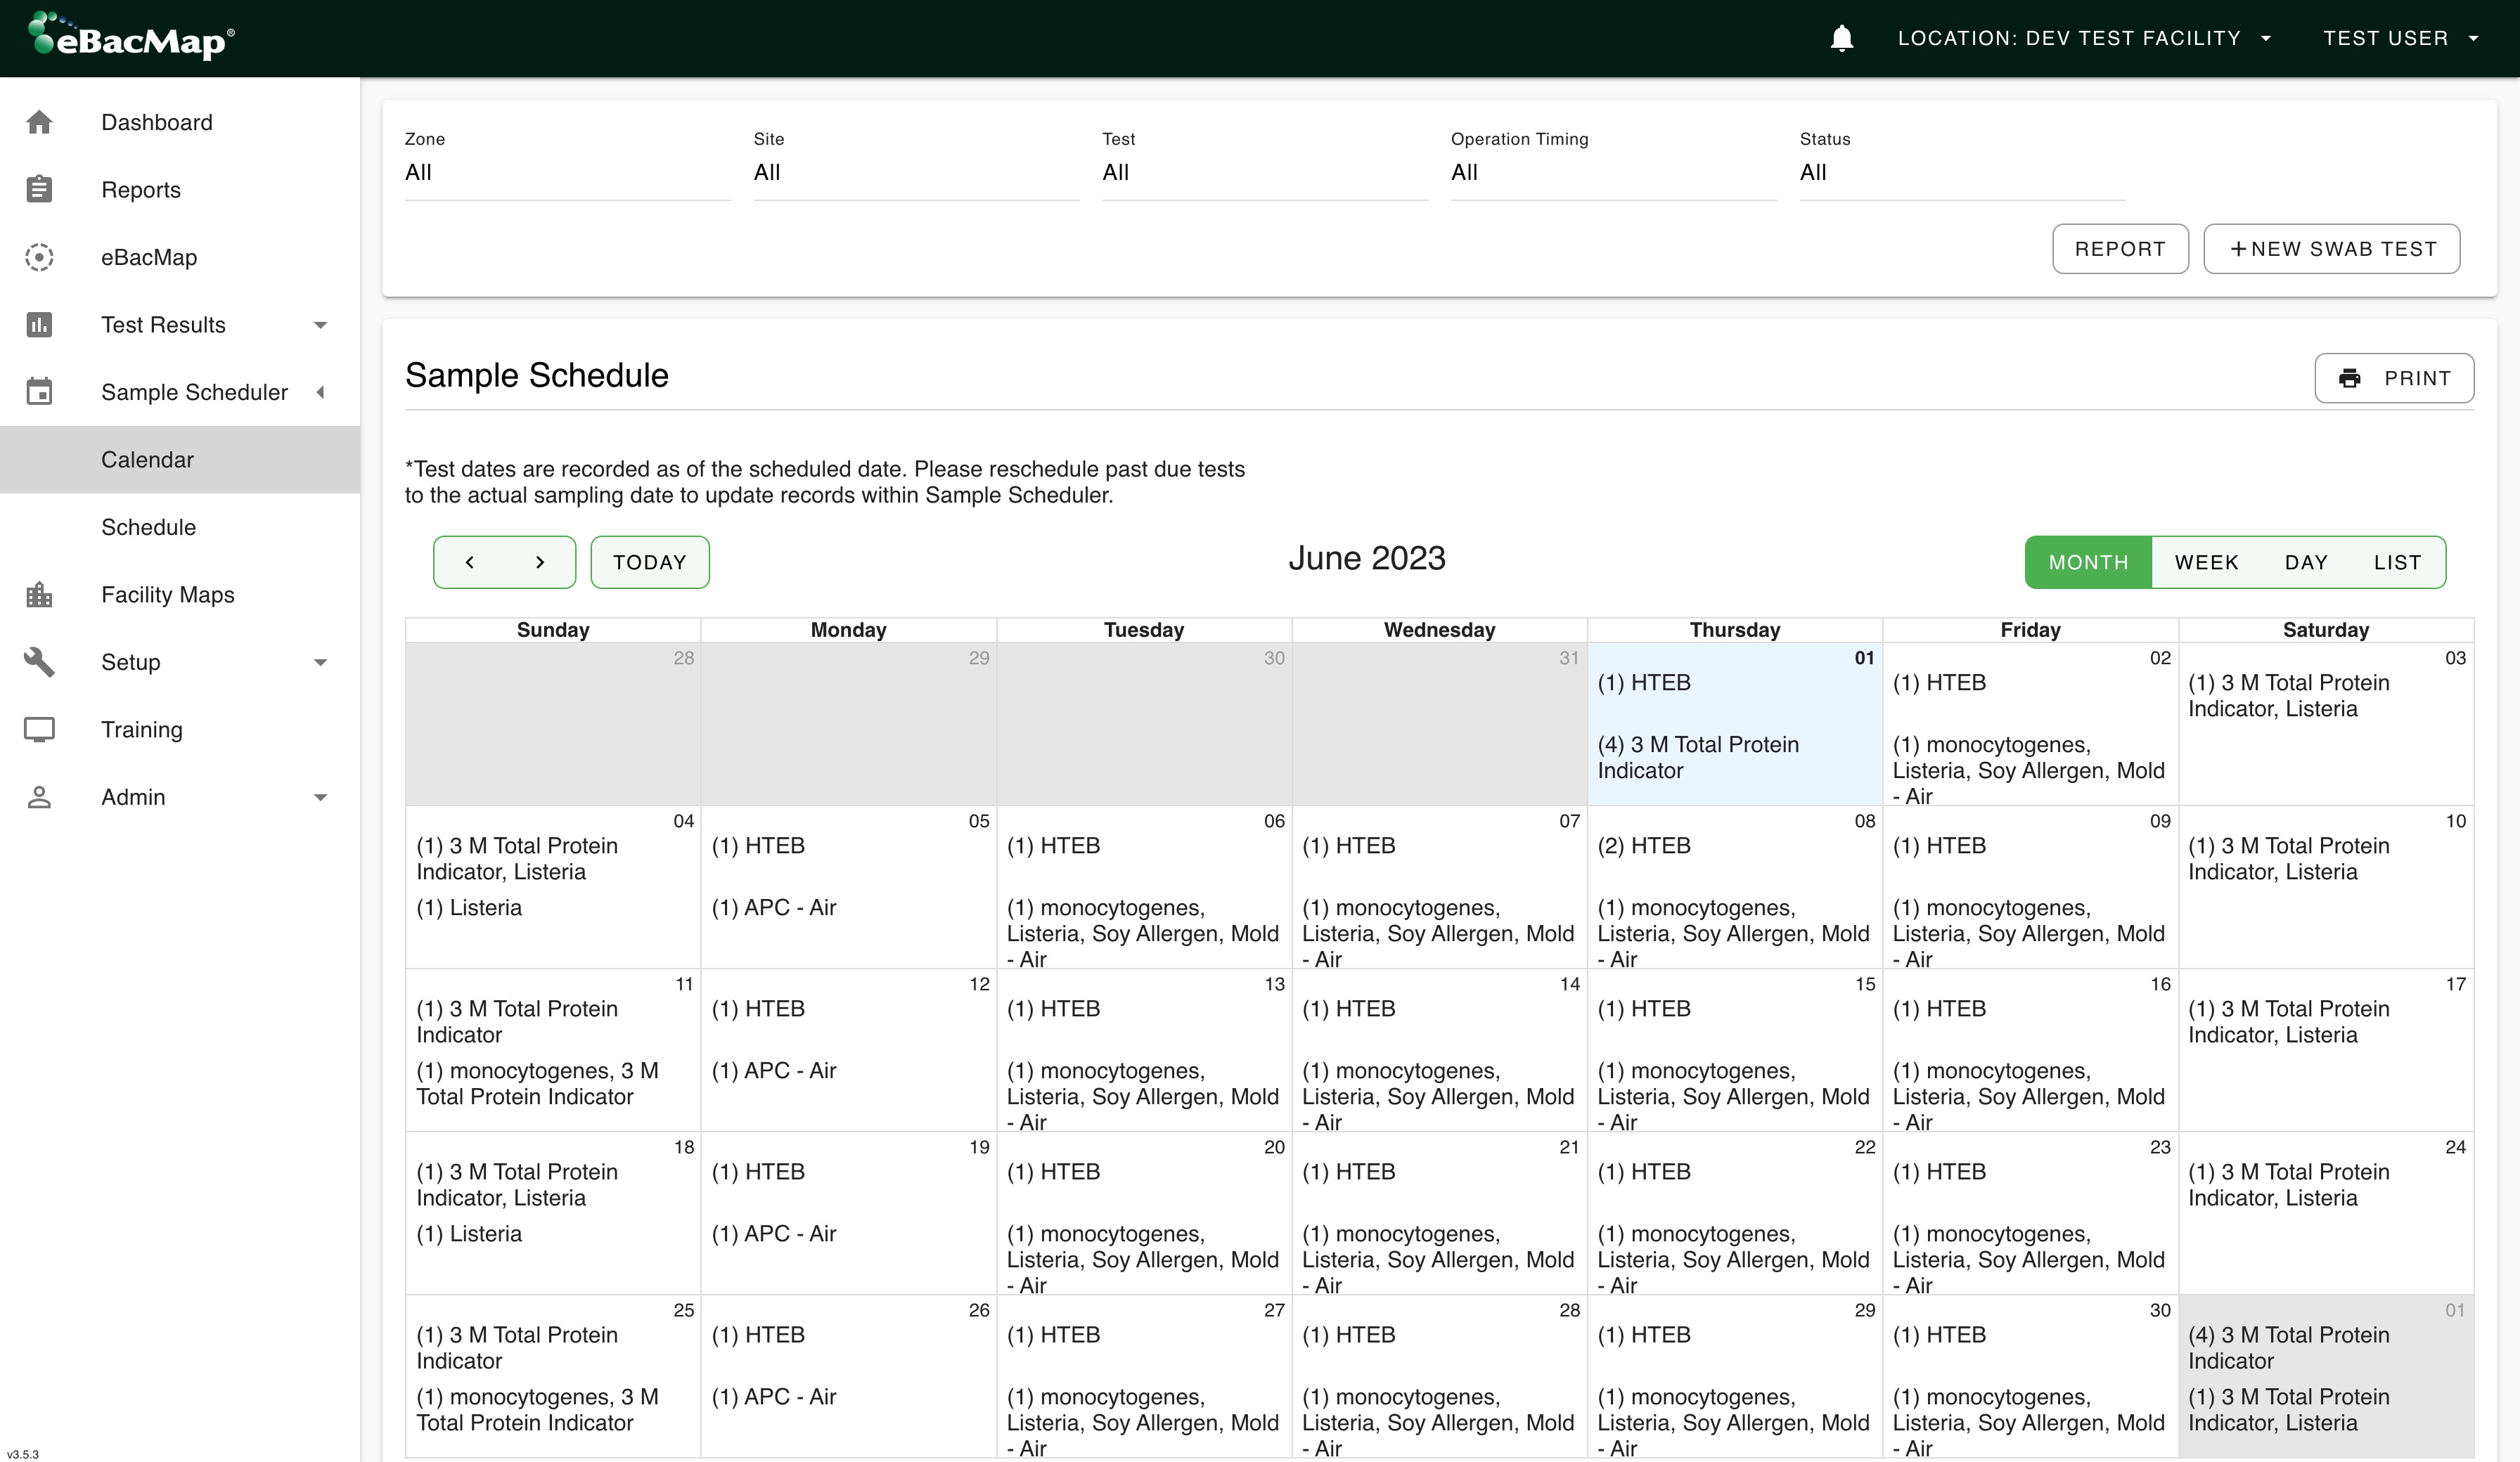 eBacMap®
LOCATION: DEV TEST FACILITY
TEST USER
Dashboard
Reports
eBacMap
Test Results
Sample Scheduler
Calendar
Schedule
Facility Maps
Setup
Training
Admin
v3.5.3
Zone
All
Site
All
Test
All
Operation Timing
All
Status
All
REPORT
+NEW SWAB TEST
Sample Schedule
PRINT
*Test dates are recorded as of the scheduled date. Please reschedule past due tests
to the actual sampling date to update records within Sample Scheduler.
TODAY
June 2023
MONTH
WEEK
DAY
LIST
Sunday
Monday
Tuesday
Wednesday
Thursday
Friday
Saturday
28
29
30
31
01
(1) HTEB
(4) 3 M Total Protein
Indicator
02
(1) HTEB
(1) monocytogenes,
Listeria, Soy Allergen, Mold
- Air
03
(1) 3 M Total Protein
Indicator, Listeria
04
(1) 3 M Total Protein
Indicator, Listeria
(1) Listeria
05
(1) HTEB
(1) APC - Air
06
(1) HTEB
(1) monocytogenes,
Listeria, Soy Allergen, Mold
- Air
07
(1) HTEB
(1) monocytogenes,
Listeria, Soy Allergen, Mold
- Air
08
(2) HTEB
(1) monocytogenes,
Listeria, Soy Allergen, Mold
- Air
09
(1) HTEB
(1) monocytogenes,
Listeria, Soy Allergen, Mold
- Air
10
(1) 3 M Total Protein
Indicator, Listeria
11
(1) 3 M Total Protein
Indicator
(1) monocytogenes, 3 M
Total Protein Indicator
12
(1) HTEB
(1) APC - Air
13
(1) HTEB
(1) monocytogenes,
Listeria, Soy Allergen, Mold
- Air
14
(1) HTEB
(1) monocytogenes,
Listeria, Soy Allergen, Mold
- Air
15
(1) HTEB
(1) monocytogenes,
Listeria, Soy Allergen, Mold
- Air
16
(1) HTEB
(1) monocytogenes,
Listeria, Soy Allergen, Mold
- Air
17
(1) 3 M Total Protein
Indicator, Listeria
18
(1) 3 M Total Protein
Indicator, Listeria
(1) Listeria
19
(1) HTEB
(1) APC - Air
20
(1) HTEB
(1) monocytogenes,
Listeria, Soy Allergen, Mold
- Air
21
(1) HTEB
(1) monocytogenes,
Listeria, Soy Allergen, Mold
- Air
22
(1) HTEB
(1) monocytogenes,
Listeria, Soy Allergen, Mold
- Air
23
(1) HTEB
(1) monocytogenes,
Listeria, Soy Allergen, Mold
- Air
24
(1) 3 M Total Protein
Indicator, Listeria
25
(1) 3 M Total Protein
Indicator
(1) monocytogenes, 3 M
Total Protein Indicator
26
(1) HTEB
(1) APC - Air
27
(1) HTEB
(1) monocytogenes,
Listeria, Soy Allergen, Mold
- Air
28
(1) HTEB
(1) monocytogenes,
Listeria, Soy Allergen, Mold
- Air
29
(1) HTEB
(1) monocytogenes,
Listeria, Soy Allergen, Mold
- Air
30
(1) HTEB
(1) monocytogenes,
Listeria, Soy Allergen, Mold
- Air
01
(4) 3 M Total Protein
Indicator
(1) 3 M Total Protein
Indicator, Listeria